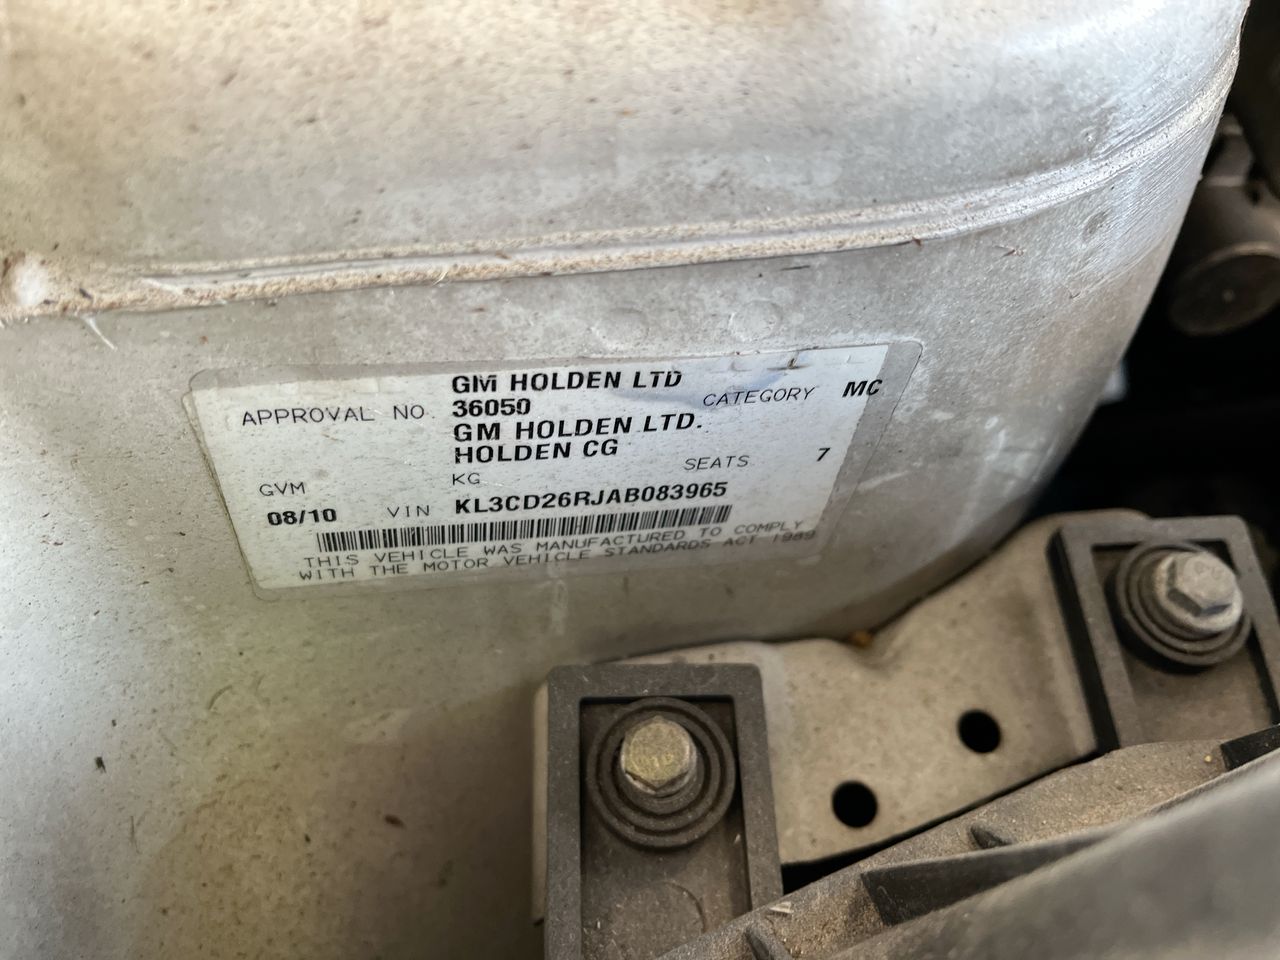 GM HOLDEN LTD
APPROVAL NO. 36050 CATEGORY MC
GM HOLDEN LTD.
HOLDEN CG
GVM KG SEATS 7
08/10 VIN KL3CD26RJAB083965
THIS VEHICLE WAS MANUFACTURED TO COMPLY
WITH THE MOTOR VEHICLE STANDARDS ACT 1989